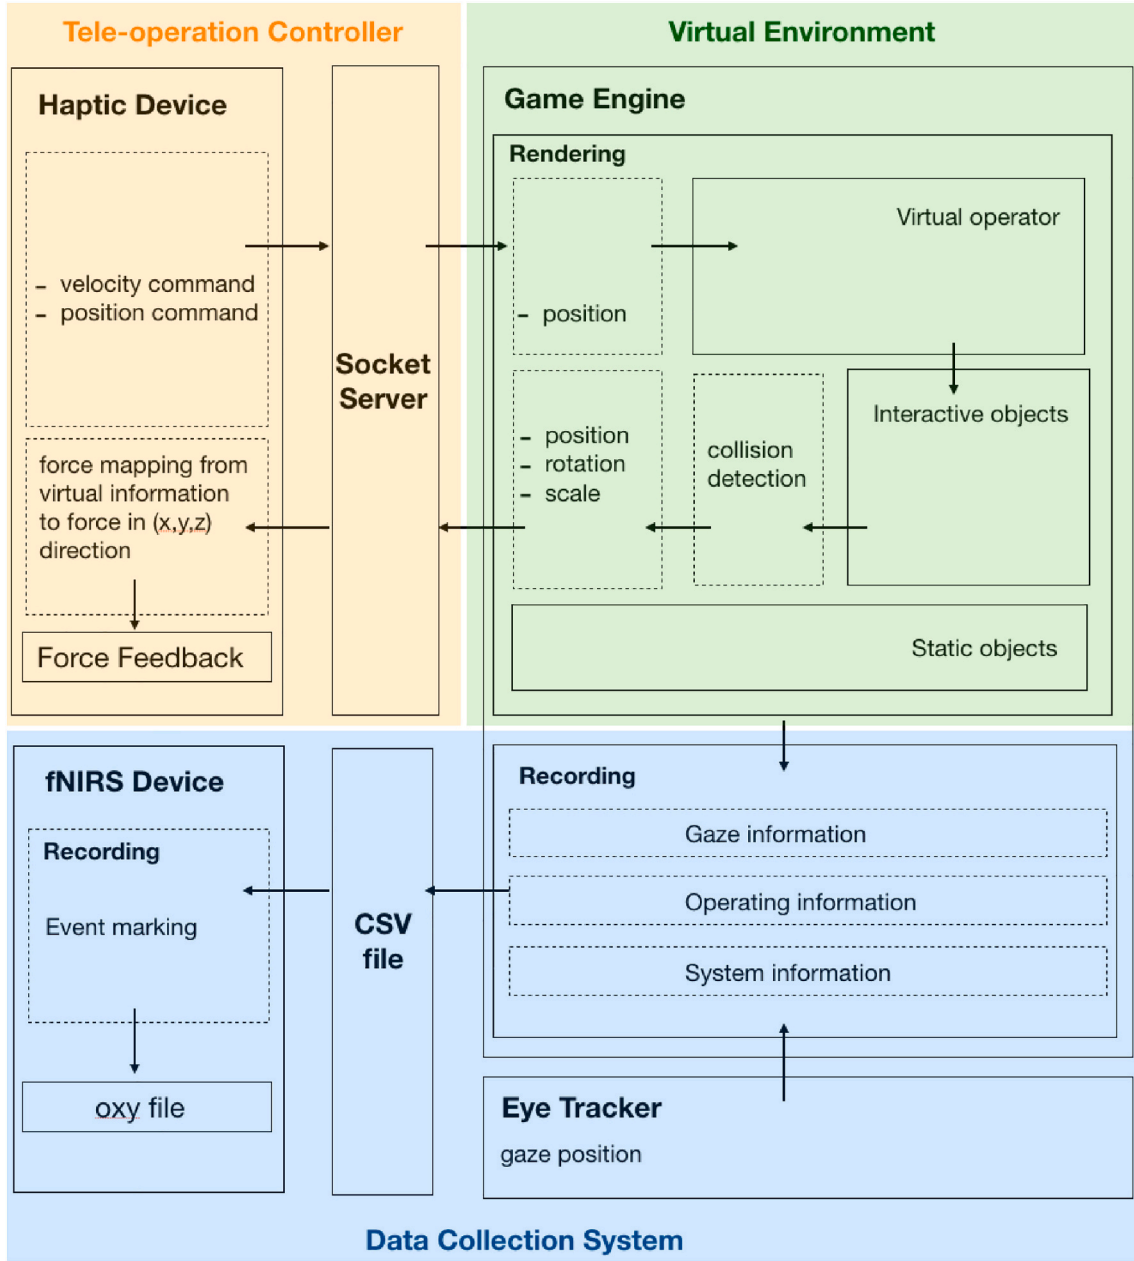 Tele-operation Controller
Haptic Device
- velocity command
- position command
force mapping from
virtual information
to force in (x,y,z)
direction
Force Feedback
Socket
Server
Virtual Environment
Game Engine
Rendering
- position
Virtual operator
Interactive objects
collision
detection
- position
- rotation
- scale
Static objects
fNIRS Device
Recording
Event marking
oxy file
CSV
file
Recording
Gaze information
Operating information
System information
Eye Tracker
gaze position
Data Collection System